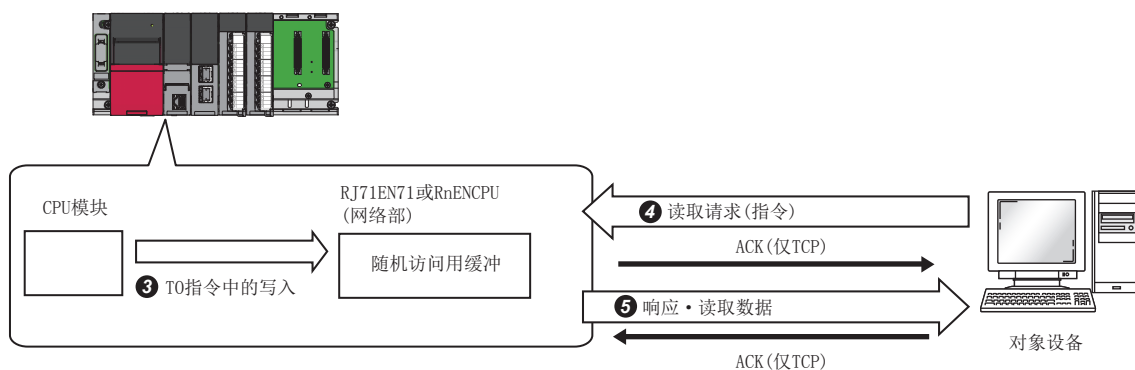 CPU模块
RJ71EN71或RnENCPU
(网络部)
随机访问用缓冲
❸ TO指令中的写入
❹ 读取请求(指令)
ACK(仅TCP)
❺ 响应·读取数据
ACK(仅TCP)
对象设备